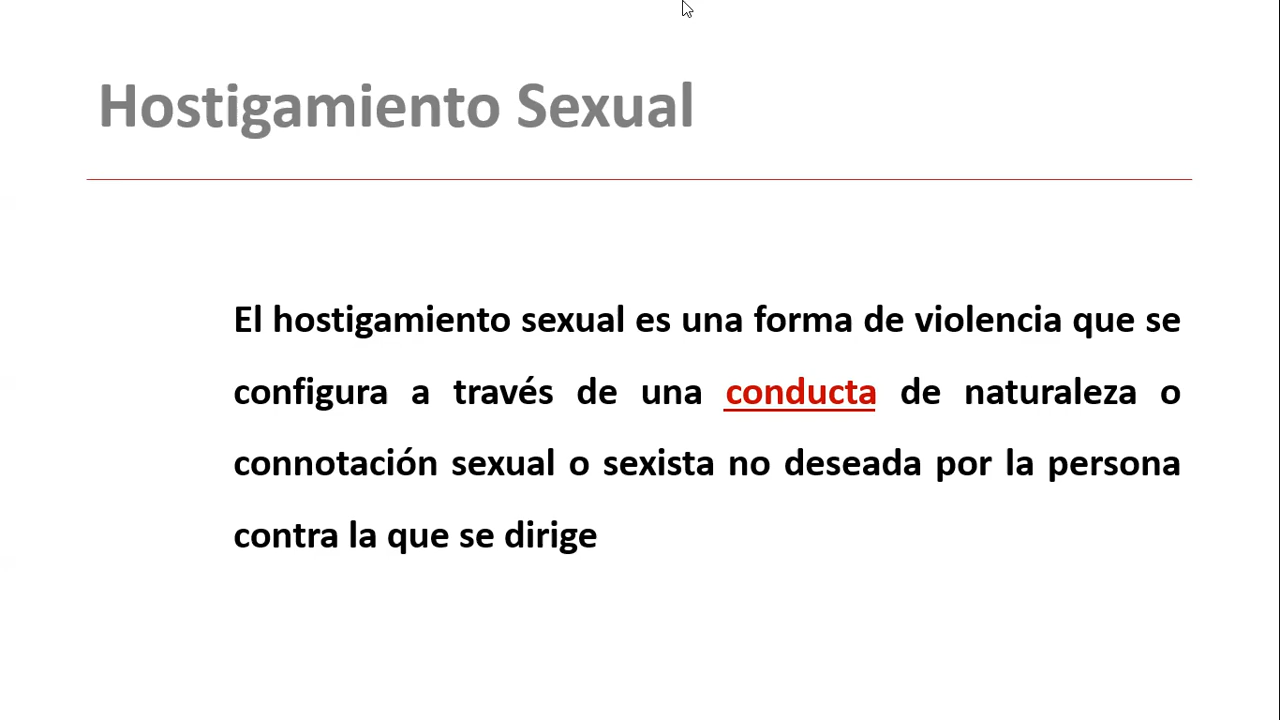 Hostigamiento Sexual
El hostigamiento sexual es una forma de violencia que se
configura a través de una conducta de naturaleza o
connotación sexual o sexista no deseada por la persona
contra la que se dirige